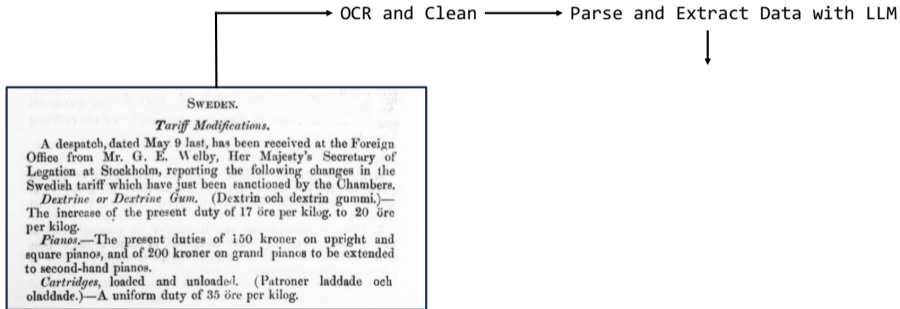 OCR and Clean
Parse and Extract Data with LLM
SWEDEN.
Tariff Modifications.
A despatch, dated May 9 last, has been received at the Foreign
Office from Mr. G. E. Welby, Her Majesty's Secretary of
Legation at Stockholm, reporting the following changes in the
Swedish tariff which have just been sanctioned by the Chambers.
Dextrine or Dextrine Gum. (Dextrin och dextrin gummi.)—
The increase of the present duty of 17 öre per kilog. to 20 öre
per kilog.
Pianos.—The present duties of 150 kroner on upright and
square pianos, and of 200 kroner on grand pianos to be extended
to second-hand pianos.
Cartridges, loaded and unloaded. (Patroner laddade och
oladdade.)—A uniform duty of 35 öre per kilog.